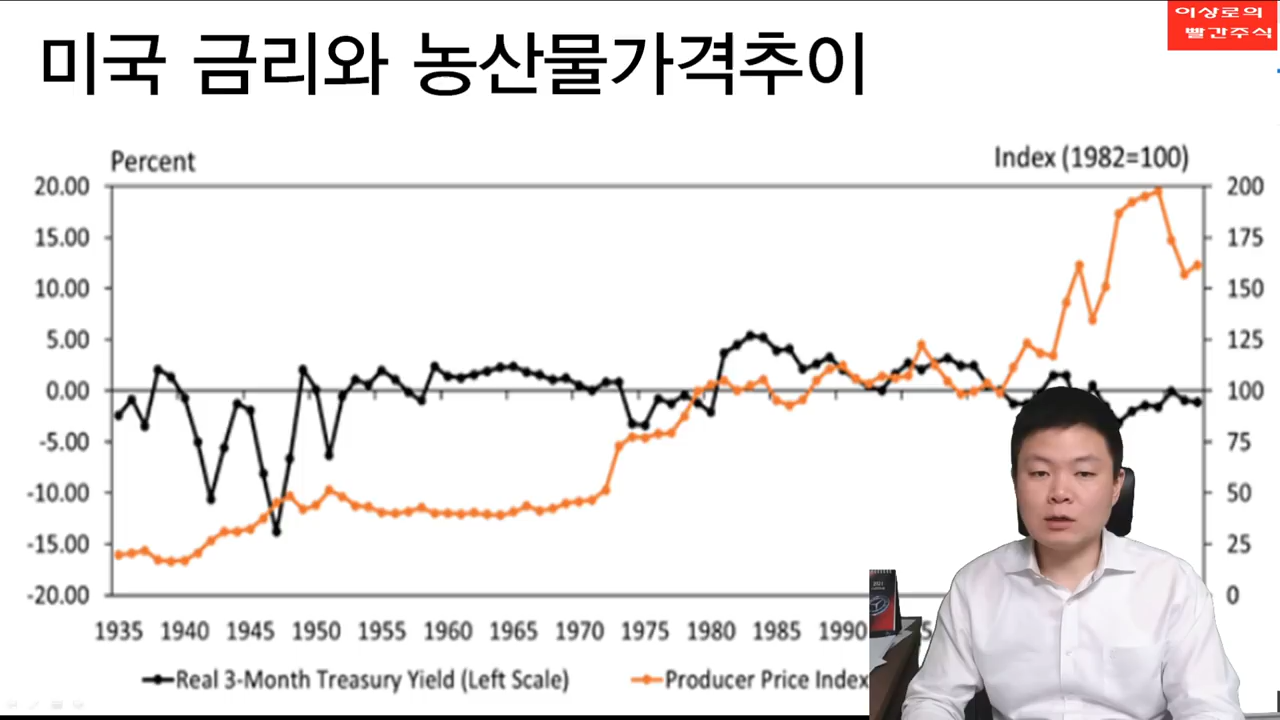 이상로의
빨간주식
미국 금리와 농산물가격추이
Percent
Index (1982=100)
20.00
15.00
10.00
5.00
0.00
-5.00
-10.00
-15.00
-20.00
200
175
150
125
100
75
50
25
0
1935 1940 1945 1950 1955 1960 1965 1970 1975 1980 1985 1990
Real 3-Month Treasury Yield (Left Scale) Producer Price Index
2021